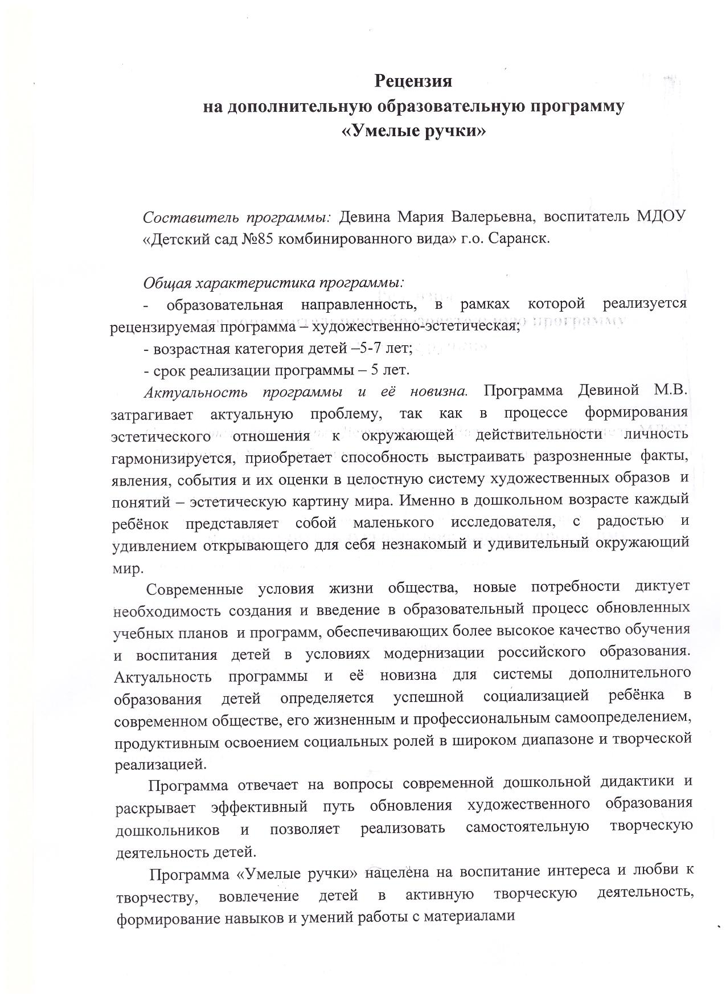 Рецензия
на дополнительную образовательную программу
«Умелые ручки»
Составитель программы: Девина Мария Валерьевна, воспитатель МДОУ
«Детский сад №85 комбинированного вида» г.о. Саранск.
Общая характеристика программы:
- образовательная направленность, в рамках которой реализуется
рецензируемая программа – художественно-эстетическая;
- возрастная категория детей –5-7 лет;
- срок реализации программы – 5 лет.
Актуальность программы и её новизна. Программа Девиной М.В.
затрагивает актуальную проблему, так как в процессе формирования
эстетического отношения к окружающей действительности личность
гармонизируется, приобретает способность выстраивать разрозненные факты,
явления, события и их оценки в целостную систему художественных образов и
понятий – эстетическую картину мира. Именно в дошкольном возрасте каждый
ребёнок представляет собой маленького исследователя, с радостью и
удивлением открывающего для себя незнакомый и удивительный окружающий
мир.
Современные условия жизни общества, новые потребности диктует
необходимость создания и введение в образовательный процесс обновленных
учебных планов и программ, обеспечивающих более высокое качество обучения
и воспитания детей в условиях модернизации российского образования.
Актуальность программы и её новизна для системы дополнительного
образования детей определяется успешной социализацией ребёнка в
современном обществе, его жизненным и профессиональным самоопределением,
продуктивным освоением социальных ролей в широком диапазоне и творческой
реализацией.
Программа отвечает на вопросы современной дошкольной дидактики и
раскрывает эффективный путь обновления художественного образования
дошкольников и позволяет реализовать самостоятельную творческую
деятельность детей.
Программа «Умелые ручки» нацелена на воспитание интереса и любви к
творчеству, вовлечение детей в активную творческую деятельность,
формирование навыков и умений работы с материалами